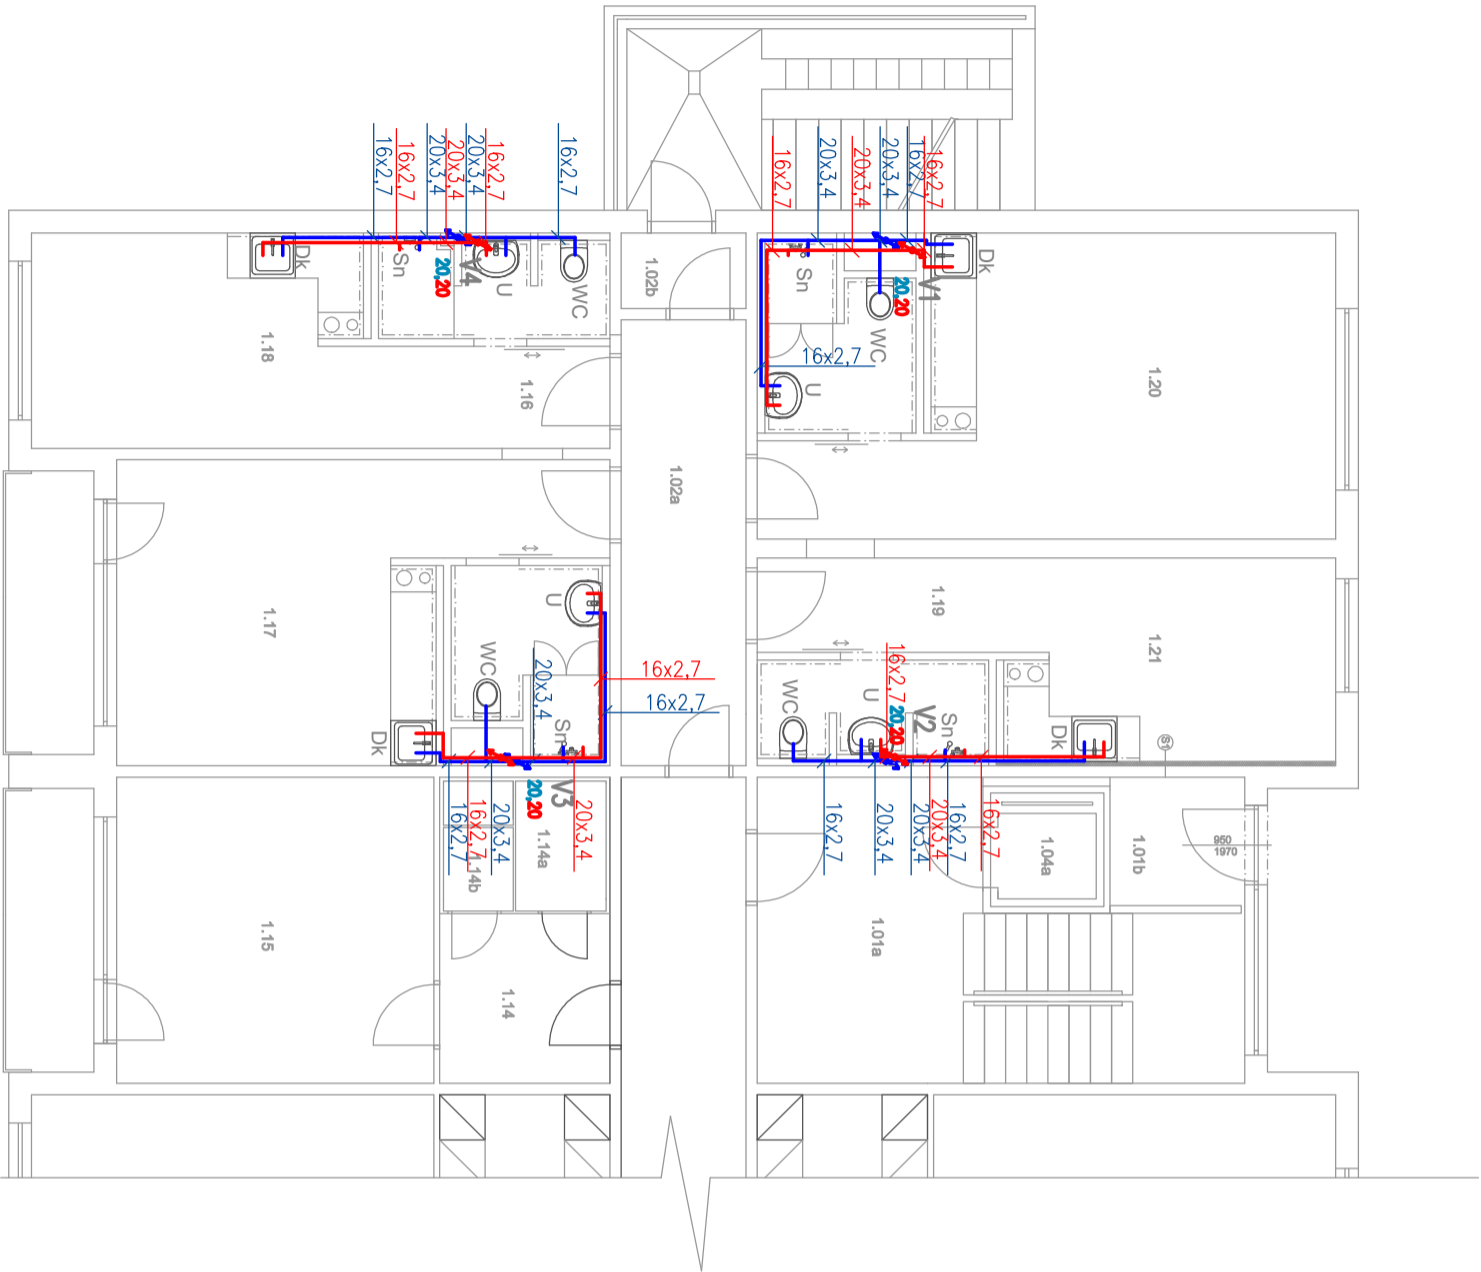 16x2,7
16x2,7
20x3,4
20x3,4
20x3,4
16x2,7
16x2,7
16x2,7
20x3,4
20x3,4
20x3,4
16x2,7
16x2,7
Dk
Sn
V4
20,20
U
WC
1.02b
Sn
V1
20,20
Dk
WC
16x2,7
U
1.18
1.16
1.20
1.02a
1.17
U
WC
20x3,4
Sn
Dk
16x2,7
16x2,7
V3
20,20
1.19
1.21
16x2,7
WC
U
V2
20,20
Sn
Dk
S1
16x2,7
16x2,7
20x3,4
20x3,4
1.14a
1.14b
16x2,7
20x3,4
20x3,4
20x3,4
16x2,7
16x2,7
1.04a
1.01b
950
1970
1.15
1.14
1.01a